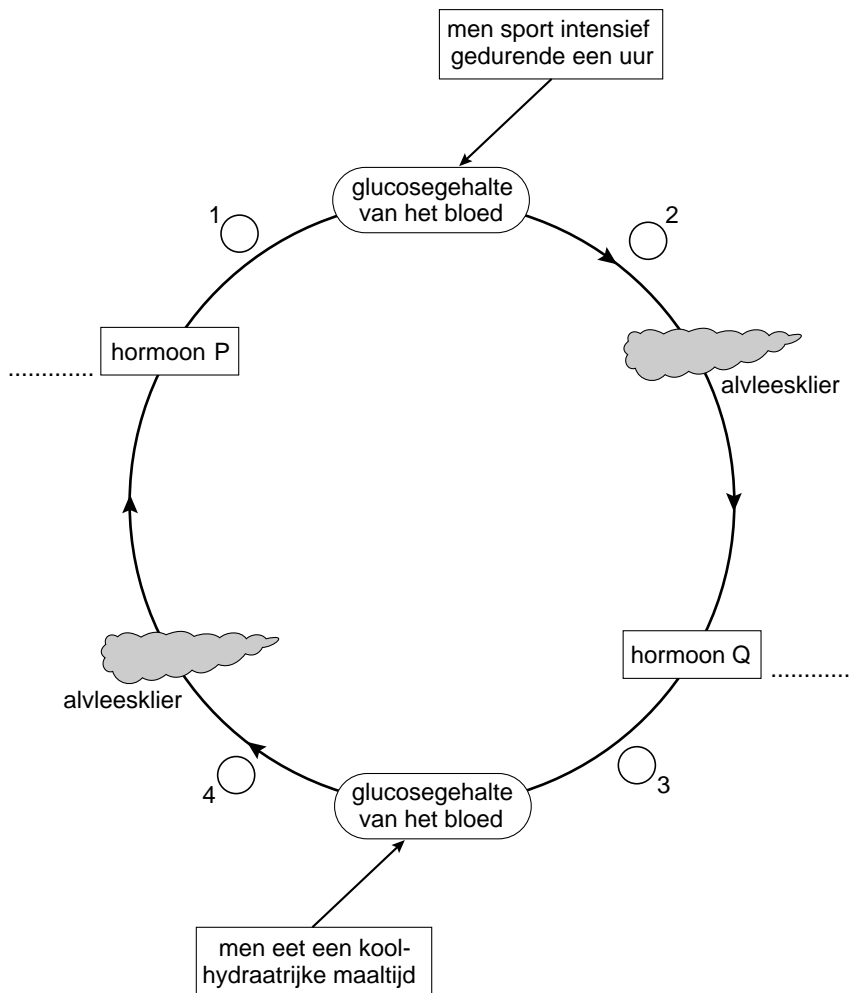 men sport intensief
gedurende een uur
glucosegehalte
van het bloed
1
2
hormoon P
.............
alvleesklier
hormoon Q
.............
alvleesklier
4
3
glucosegehalte
van het bloed
men eet een kool-
hydraatrijke maaltijd